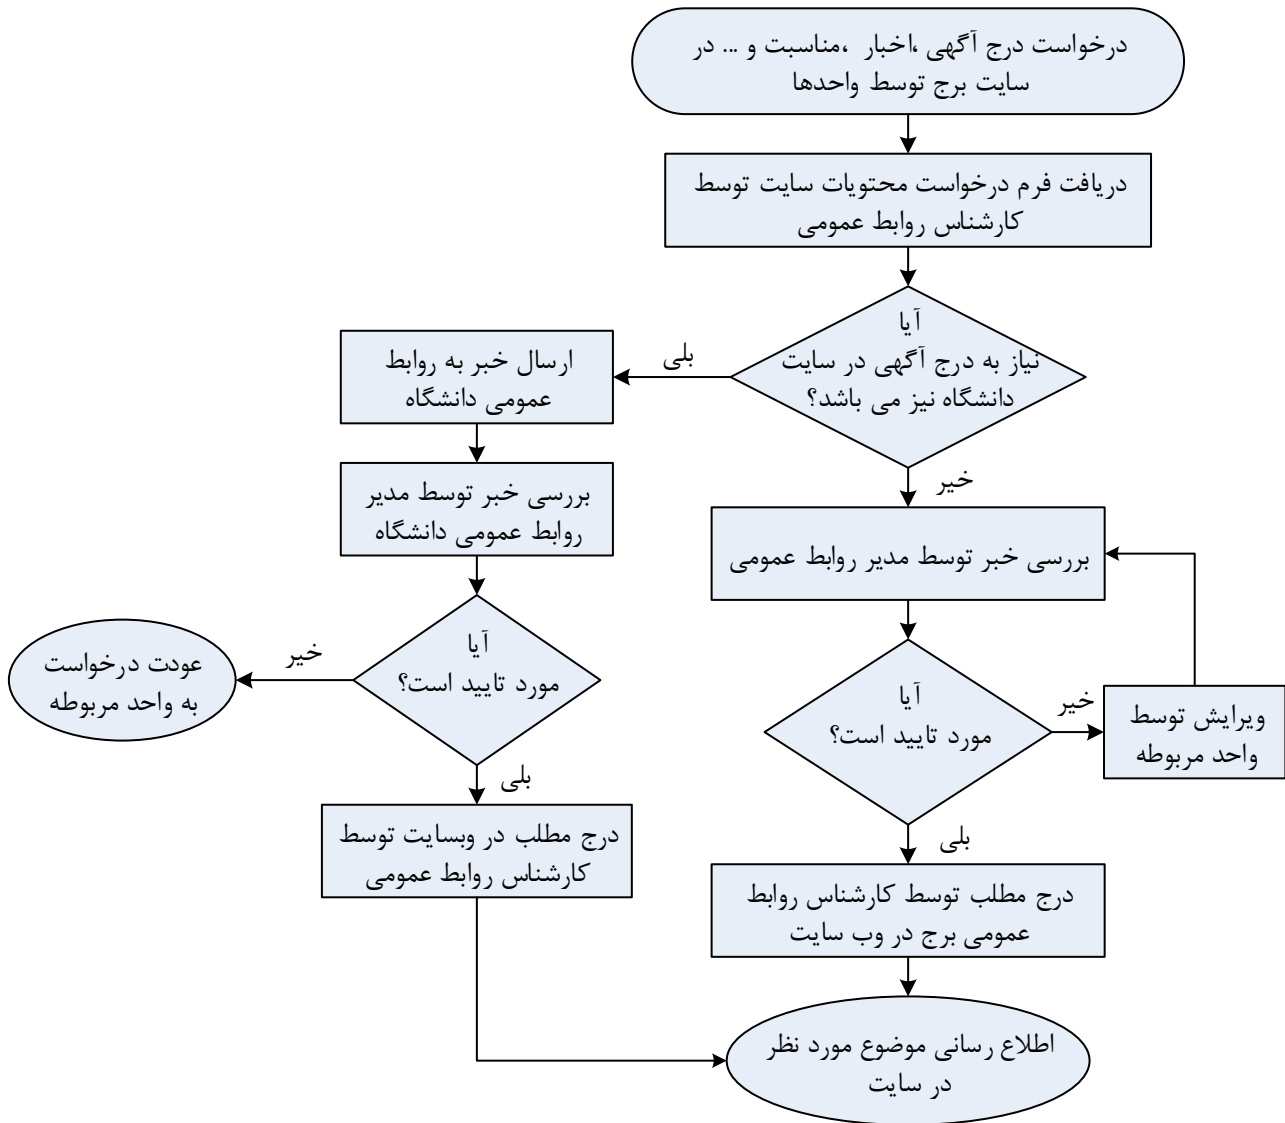 درخواست درج آگهی ،اخبار ،مناسبت و ... در
سایت برج توسط واحدها
دریافت فرم درخواست محتویات سایت توسط
کارشناس روابط عمومی
آیا
نیاز به درج آگهی در سایت
دانشگاه نیز می باشد؟
بلی
ارسال خبر به روابط
عمومی دانشگاه
خیر
بررسی خبر توسط مدیر
روابط عمومی دانشگاه
بررسی خبر توسط مدیر روابط عمومی
آیا
مورد تایید است؟
خیر
ویرایش توسط
واحد مربوطه
آیا
مورد تایید است؟
خیر
عودت درخواست
به واحد مربوطه
بلی
درج مطلب در وبسایت توسط
کارشناس روابط عمومی
بلی
درج مطلب توسط کارشناس روابط
عمومی برج در وب سایت
اطلاع رسانی موضوع مورد نظر
در سایت